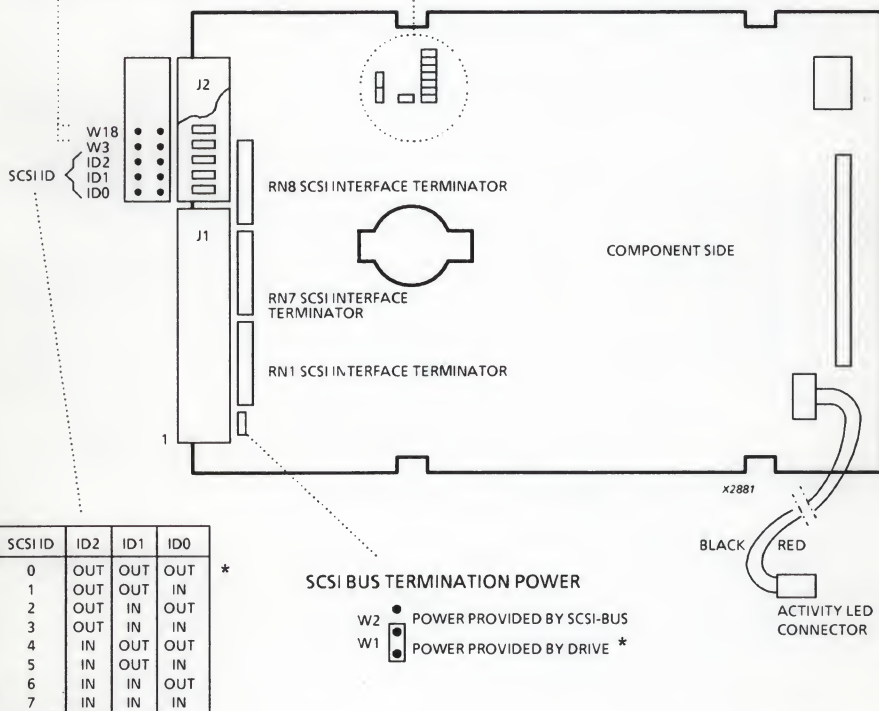 J2
W18
W3
SCSI ID
ID2
ID1
ID0
RN8 SCSI INTERFACE TERMINATOR
J1
COMPONENT SIDE
RN7 SCSI INTERFACE
TERMINATOR
RN1 SCSI INTERFACE TERMINATOR
1
X2881
BLACK
RED
ACTIVITY LED
CONNECTOR
SCSI BUS TERMINATION POWER
W2 POWER PROVIDED BY SCSI-BUS
W1 POWER PROVIDED BY DRIVE *
SCSI ID ID2 ID1 ID0
0 OUT OUT OUT *
1 OUT OUT IN
2 OUT IN OUT
3 OUT IN IN
4 IN OUT OUT
5 IN OUT IN
6 IN IN OUT
7 IN IN IN